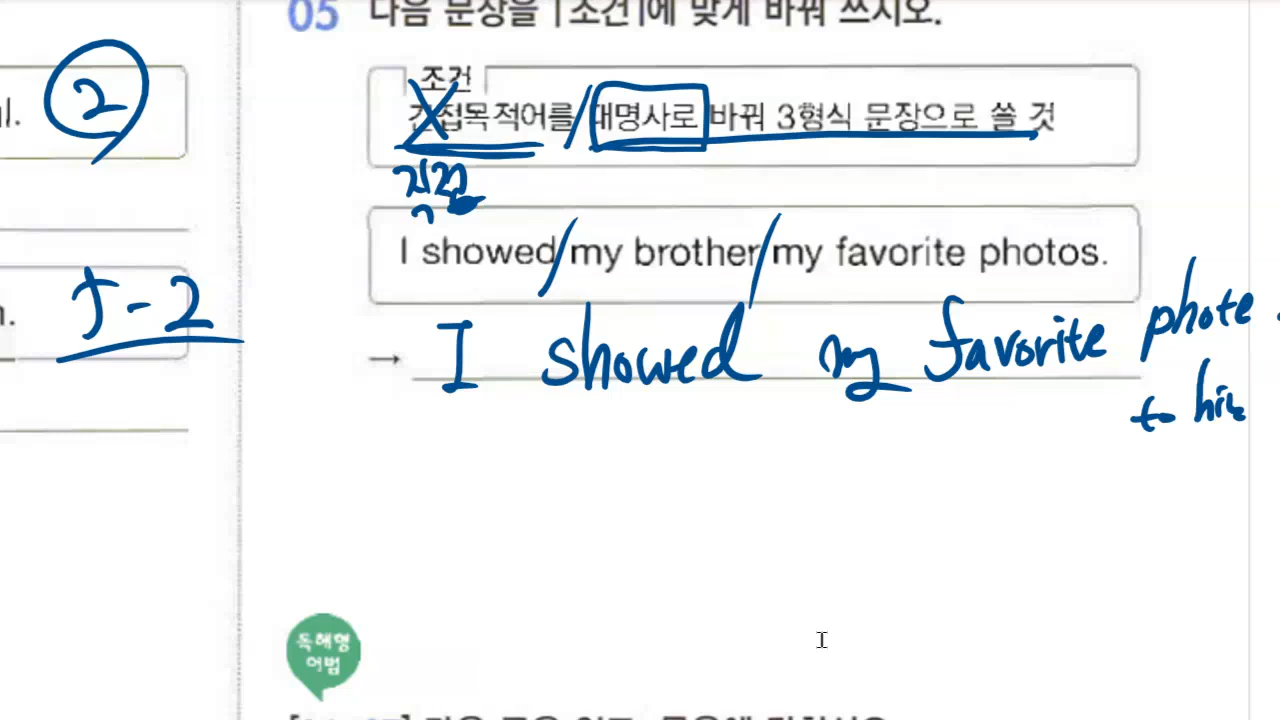 05 다음 문장을 「조건」에 맞게 바꿔 쓰시오.
조건
l. 2
간접목적어를 대명사로 바꿔 3형식 문장으로 쓸 것
I showed my brother my favorite photos.
n. 5-2
→ I showed my favorite phote
to him
독해형
어법